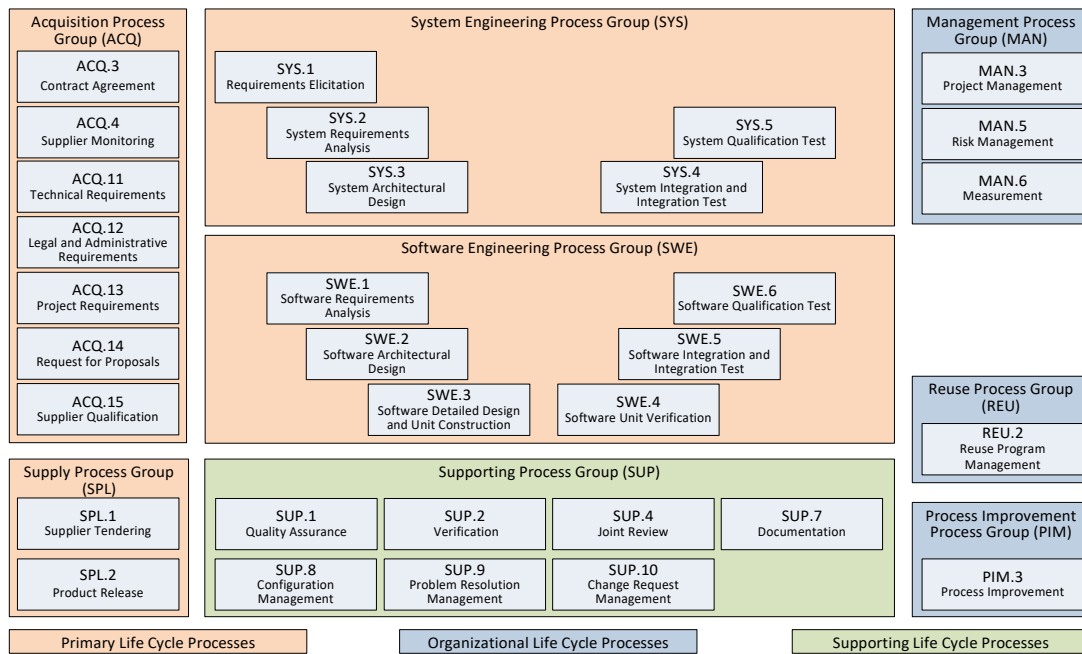 Acquisition Process
Group (ACQ)
ACQ.3
Contract Agreement
ACQ.4
Supplier Monitoring
ACQ.11
Technical Requirements
ACQ.12
Legal and Administrative
Requirements
ACQ.13
Project Requirements
ACQ.14
Request for Proposals
ACQ.15
Supplier Qualification
System Engineering Process Group (SYS)
SYS.1
Requirements Elicitation
SYS.2
System Requirements
Analysis
SYS.3
System Architectural
Design
SYS.5
System Qualification Test
SYS.4
System Integration and
Integration Test
Software Engineering Process Group (SWE)
SWE.1
Software Requirements
Analysis
SWE.2
Software Architectural
Design
SWE.3
Software Detailed Design
and Unit Construction
SWE.6
Software Qualification Test
SWE.5
Software Integration and
Integration Test
SWE.4
Software Unit Verification
Management Process
Group (MAN)
MAN.3
Project Management
MAN.5
Risk Management
MAN.6
Measurement
Reuse Process Group
(REU)
REU.2
Reuse Program
Management
Supply Process Group
(SPL)
SPL.1
Supplier Tendering
SPL.2
Product Release
Supporting Process Group (SUP)
SUP.1
Quality Assurance
SUP.2
Verification
SUP.4
Joint Review
SUP.7
Documentation
SUP.8
Configuration
Management
SUP.9
Problem Resolution
Management
SUP.10
Change Request
Management
Process Improvement
Process Group (PIM)
PIM.3
Process Improvement
Primary Life Cycle Processes
Organizational Life Cycle Processes
Supporting Life Cycle Processes